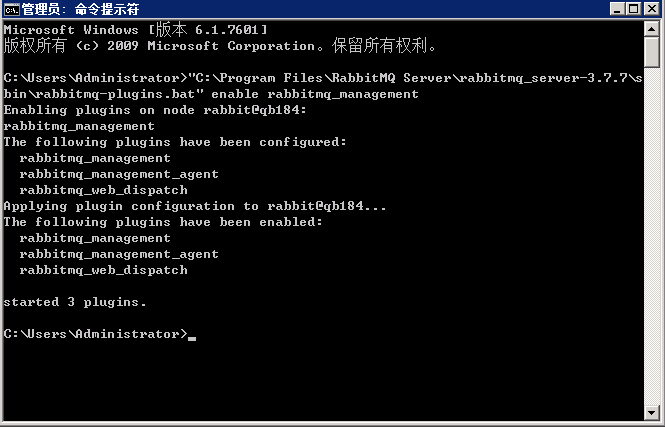 管理员: 命令提示符
Microsoft Windows [版本 6.1.7601]
版权所有 (c) 2009 Microsoft Corporation。保留所有权利。
C:\Users\Administrator>"C:\Program Files\RabbitMQ Server\rabbitmq_server-3.7.7\s
bin\rabbitmq-plugins.bat" enable rabbitmq_management
Enabling plugins on node rabbit@qb184:
rabbitmq_management
The following plugins have been configured:
  rabbitmq_management
  rabbitmq_management_agent
  rabbitmq_web_dispatch
Applying plugin configuration to rabbit@qb184...
The following plugins have been enabled:
  rabbitmq_management
  rabbitmq_management_agent
  rabbitmq_web_dispatch
started 3 plugins.
C:\Users\Administrator>_